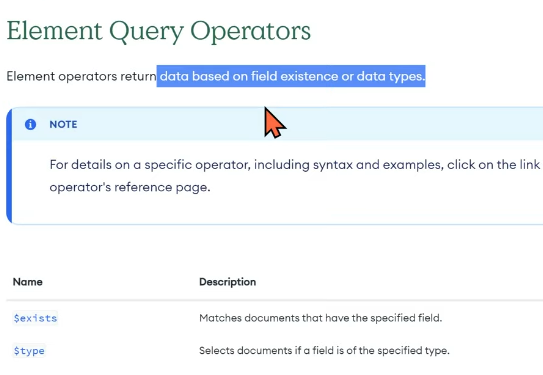 Element Query Operators
Element operators return data based on field existence or data types.
NOTE
For details on a specific operator, including syntax and examples, click on the link
operator's reference page.
Name Description
$exists Matches documents that have the specified field.
$type Selects documents if a field is of the specified type.